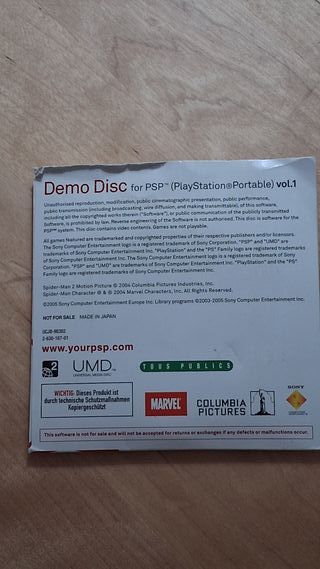 Demo Disc for PSP™ (PlayStation®Portable) vol.1
Unauthorised reproduction, modification, public cinematographic presentation, public performance,
public transmission (including broadcasting, wire diffusion, and making transmittable), of this software,
including all the copyrighted works therein ("Software"), or public communication of the publicly transmitted
Software, is prohibited by law. Reverse engineering of the Software is not authorised. This disc is software for the
PSP™ system. This disc contains video contents. Games are not playable.
All games featured are trademarked and copyrighted properties of their respective publishers and/or licensors.
The Sony Computer Entertainment logo is a registered trademark of Sony Corporation. "PSP" and "UMD" are
trademarks of Sony Computer Entertainment Inc. "PlayStation" and the "PS" Family logo are registered trademarks
of Sony Computer Entertainment Inc. The Sony Computer Entertainment logo is a registered trademark of Sony
Corporation. "PSP" and "UMD" are trademarks of Sony Computer Entertainment Inc. "PlayStation" and the "PS"
Family logo are registered trademarks of Sony Computer Entertainment Inc.
Spider-Man 2 Motion Picture © 2004 Columbia Pictures Industries, Inc.
Spider-Man Character ® & © 2004 Marvel Characters, Inc. All Rights Reserved.
©2005 Sony Computer Entertainment Europe Inc. Library programs ©2003-2005 Sony Computer Entertainment Inc.
NOT FOR SALE MADE IN JAPAN
UCJD-90302
2-630-167-01
www.yourpsp.com
2
UMD™
UNIVERSAL MEDIA DISC
TOUS PUBLICS
WICHTIG: Dieses Produkt ist
durch technische Schutzmaßnahmen
Kopiergeschützt!
MARVEL
COLUMBIA
PICTURES
SONY
This software is not for sale and will not be accepted for returns or exchanges if any defects or malfunctions occur.